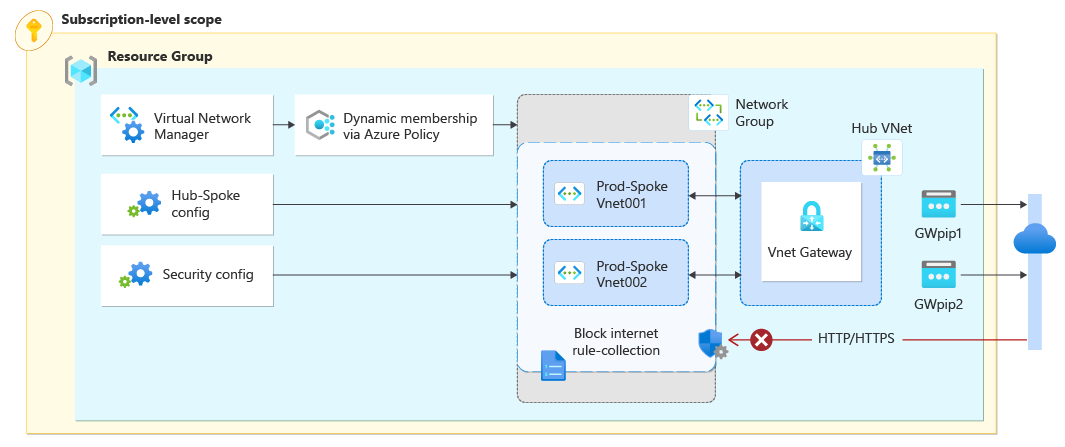 Subscription-level scope
Resource Group
Virtual Network
Manager
Dynamic membership
via Azure Policy
Network
Group
Hub VNet
Hub-Spoke
config
Prod-Spoke
Vnet001
Vnet Gateway
GWpip1
Security config
Prod-Spoke
Vnet002
GWpip2
Block internet
rule-collection
HTTP/HTTPS